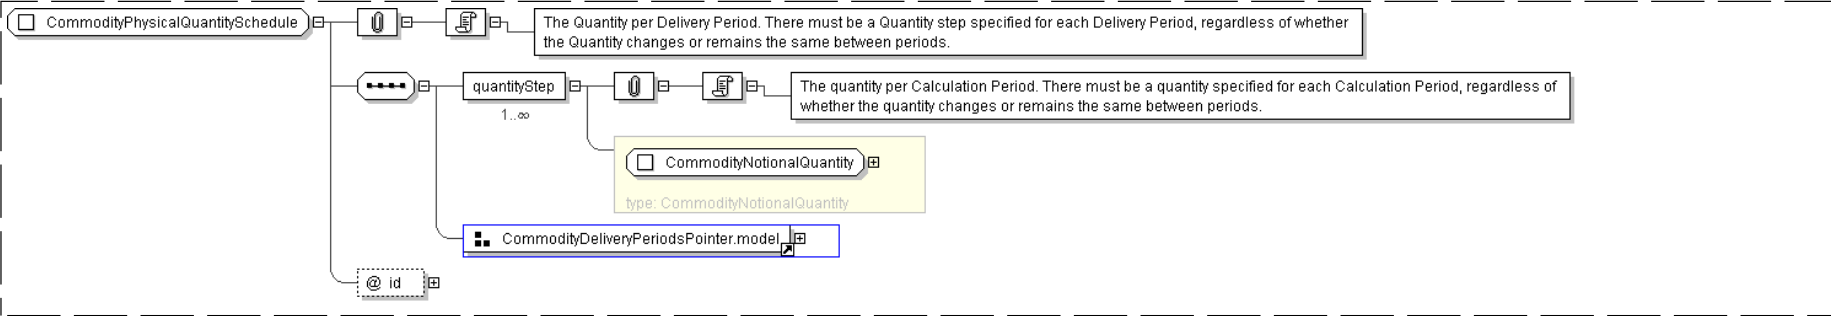 CommodityPhysicalQuantitySchedule
The Quantity per Delivery Period. There must be a Quantity step specified for each Delivery Period, regardless of whether
the Quantity changes or remains the same between periods.
quantityStep
1..∞
The quantity per Calculation Period. There must be a quantity specified for each Calculation Period, regardless of
whether the quantity changes or remains the same between periods.
CommodityNotionalQuantity
type: CommodityNotionalQuantity
CommodityDeliveryPeriodsPointer.model
@ id